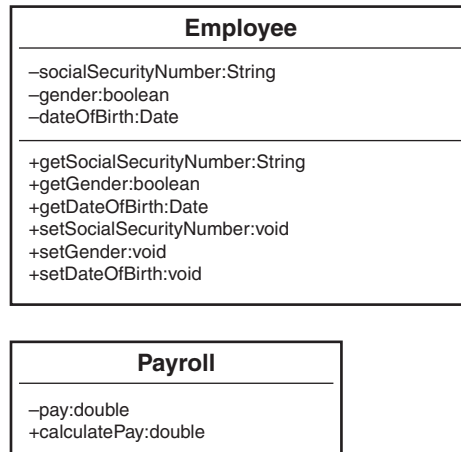 Employee
–socialSecurityNumber:String
–gender:boolean
–dateOfBirth:Date
+getSocialSecurityNumber:String
+getGender:boolean
+getDateOfBirth:Date
+setSocialSecurityNumber:void
+setGender:void
+setDateOfBirth:void
Payroll
–pay:double
+calculatePay:double